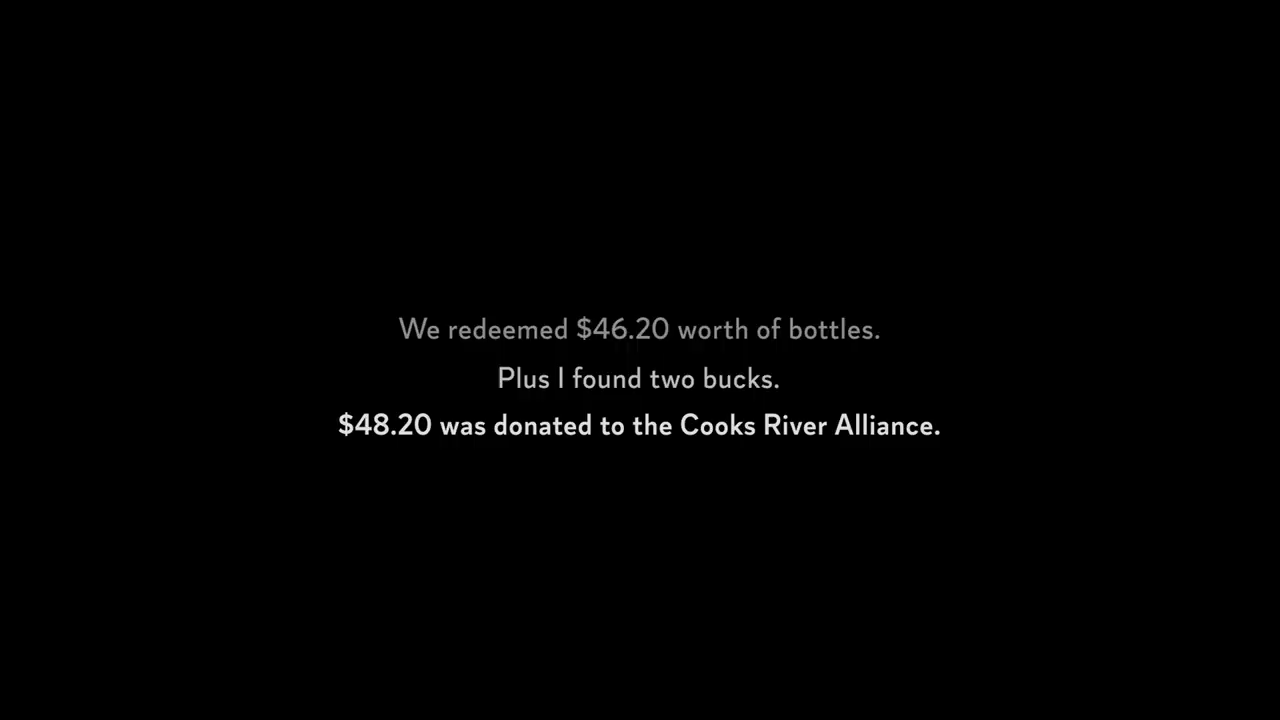 We redeemed $46.20 worth of bottles.
Plus I found two bucks.
$48.20 was donated to the Cooks River Alliance.